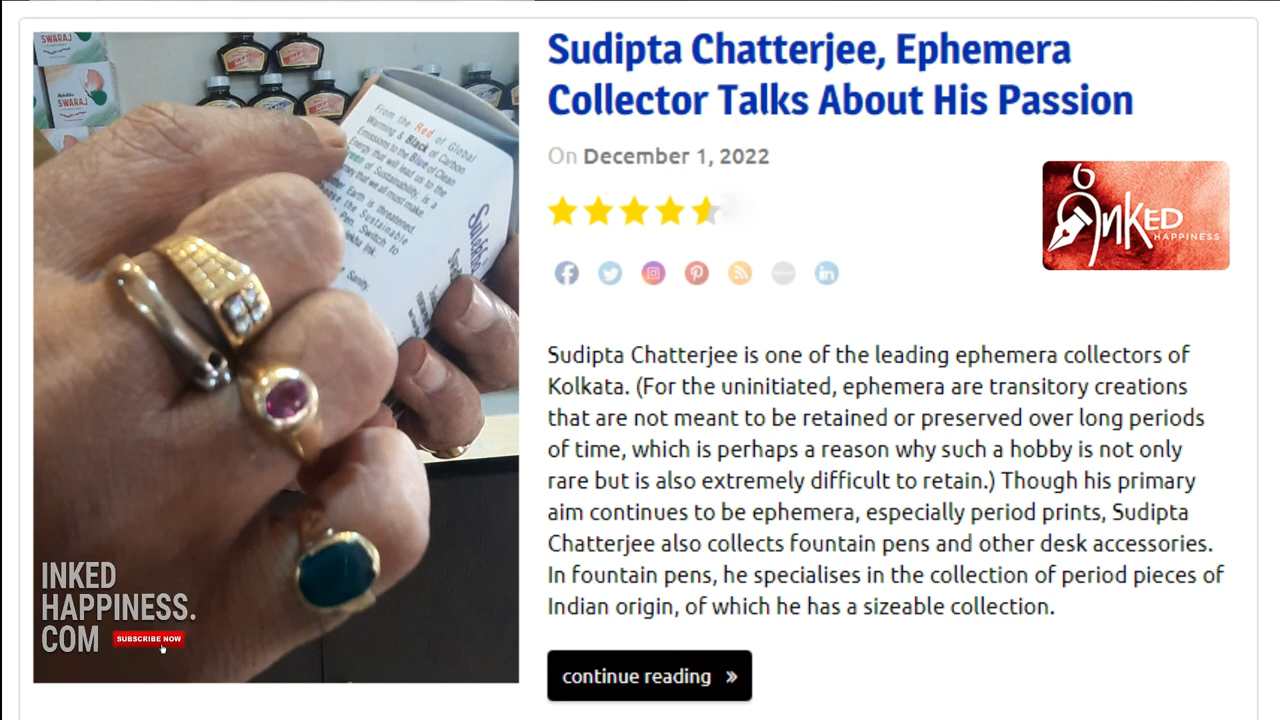 SWARAJ
SWARAJ
From the Red of Global
Warming & Black of Carbon
Emissions to the Blue of Clean
Energy that will lead us to the
of Sustainability, is a
that we all must make.
Earth is threatened.
the Sustainable
Pen. Switch to
Ink.
Sanity.
INKED
HAPPINESS.
COM SUBSCRIBE NOW
Sudipta Chatterjee, Ephemera
Collector Talks About His Passion
On December 1, 2022
INKED
HAPPINESS
Sudipta Chatterjee is one of the leading ephemera collectors of
Kolkata. (For the uninitiated, ephemera are transitory creations
that are not meant to be retained or preserved over long periods
of time, which is perhaps a reason why such a hobby is not only
rare but is also extremely difficult to retain.) Though his primary
aim continues to be ephemera, especially period prints, Sudipta
Chatterjee also collects fountain pens and other desk accessories.
In fountain pens, he specialises in the collection of period pieces of
Indian origin, of which he has a sizeable collection.
continue reading »